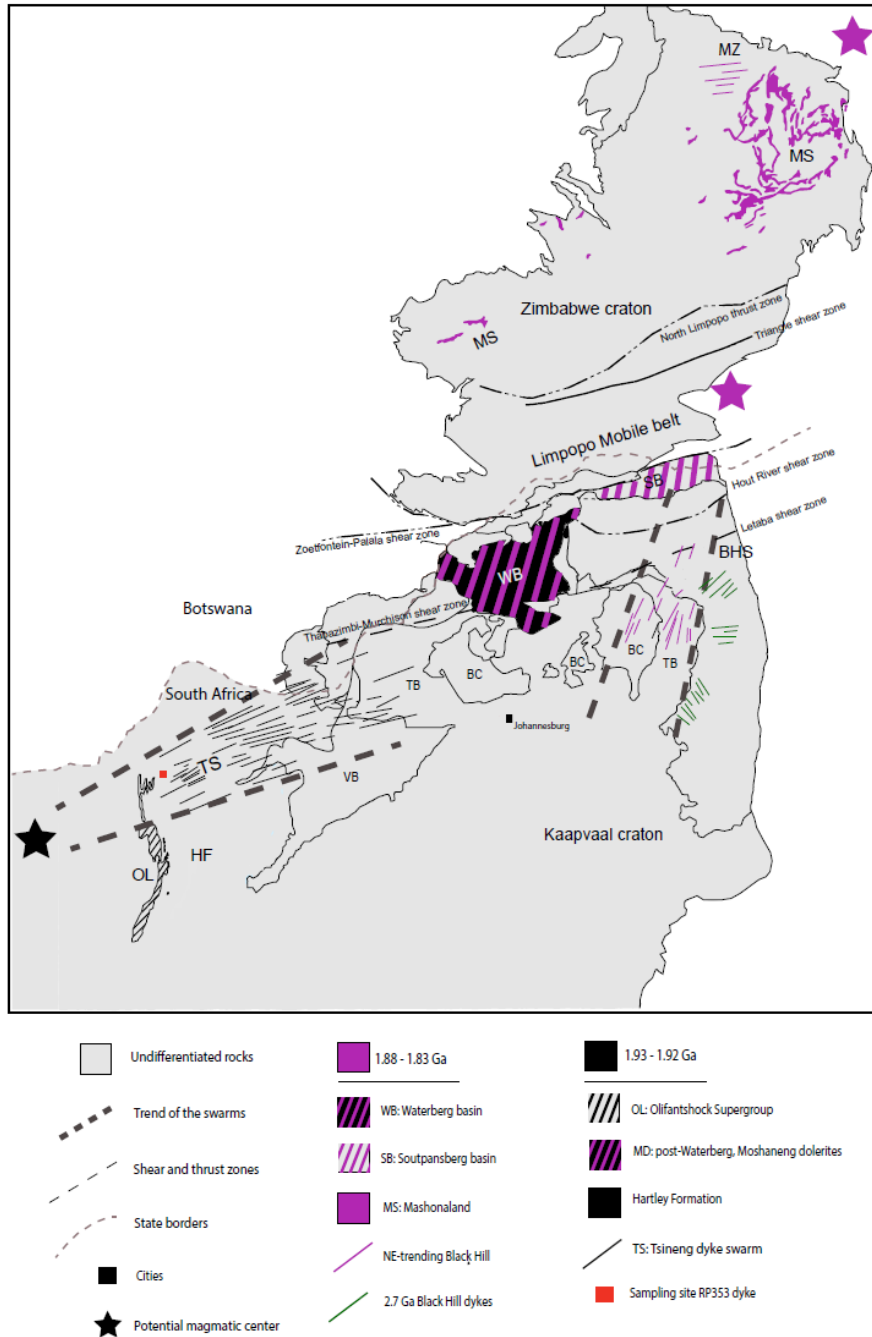 MZ
MS
Zimbabwe craton
North Limpopo thrust zone
Triangle shear zone
MS
Limpopo Mobile belt
SB
Hout River shear zone
Zoetfontein-Palala shear zone
Letaba shear zone
BHS
WB
Botswana
Thabazimbi-Murchison shear zone
South Africa
BC
BC
BC
TB
TB
Johannesburg
TS
VB
Kaapvaal craton
HF
OL
Undifferentiated rocks
Trend of the swarms
Shear and thrust zones
State borders
Cities
Potential magmatic center
1.88 - 1.83 Ga
WB: Waterberg basin
SB: Soutpansberg basin
MS: Mashonaland
NE-trending Black Hill
2.7 Ga Black Hill dykes
1.93 - 1.92 Ga
OL: Olifantshock Supergroup
MD: post-Waterberg, Moshaneng dolerites
Hartley Formation
TS: Tsineng dyke swarm
Sampling site RP353 dyke